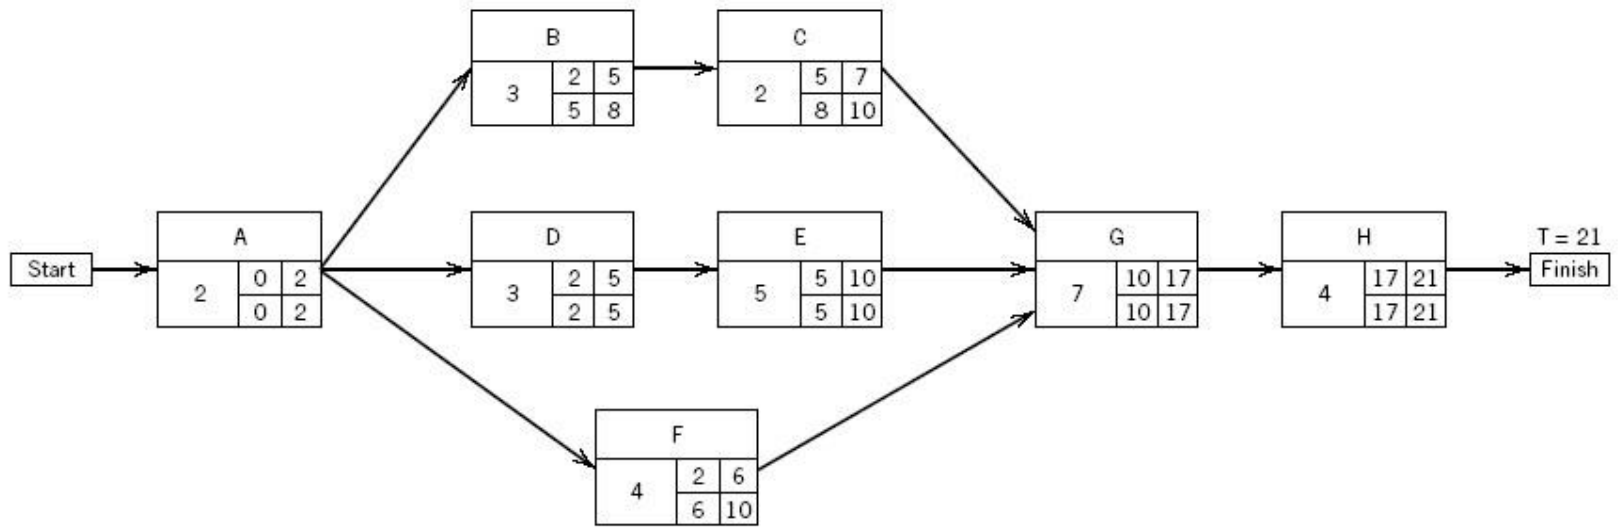 B
3 2 5
5 8
C
2 5 7
8 10
Start
A
2 0 2
0 2
D
3 2 5
2 5
E
5 5 10
5 10
G
7 10 17
10 17
H
4 17 21
17 21
T = 21
Finish
F
4 2 6
6 10